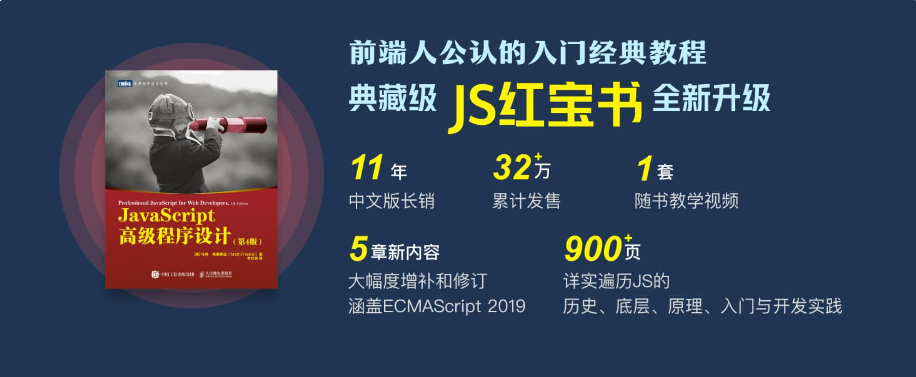 前端人公认的入门经典教程
典藏级 JS红宝书 全新升级
11年 32+万 1套
中文版长销 累计发售 随书教学视频
5章新内容 900+页
大幅度增补和修订 详实遍历JS的
涵盖ECMAScript 2019 历史、底层、原理、入门与开发实践
Professional JavaScript for Web Developers, 4th Edition
JavaScript
高级程序设计(第4版)